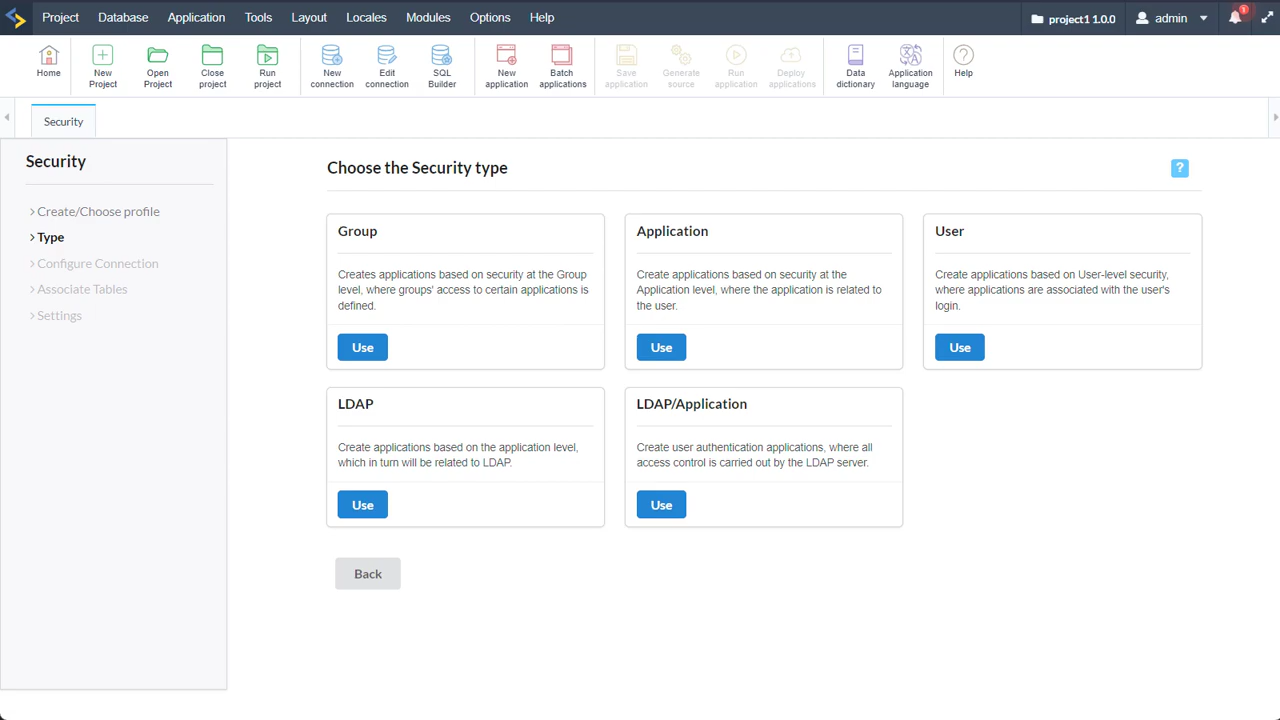 Project Database Application Tools Layout Locales Modules Options Help project1 1.0.0 admin 1
Home New Project Open Project Close project Run project New connection Edit connection SQL Builder New application Batch applications Save application Generate source Run application Deploy applications Data dictionary Application language Help
Security
Security
Create/Choose profile
Type
Configure Connection
Associate Tables
Settings
Choose the Security type ?
Group
Creates applications based on security at the Group
level, where groups' access to certain applications is
defined.
Use
Application
Create applications based on security at the
Application level, where the application is related to
the user.
Use
User
Create applications based on User-level security,
where applications are associated with the user's
login.
Use
LDAP
Create applications based on the application level,
which in turn will be related to LDAP.
Use
LDAP/Application
Create user authentication applications, where all
access control is carried out by the LDAP server.
Use
Back